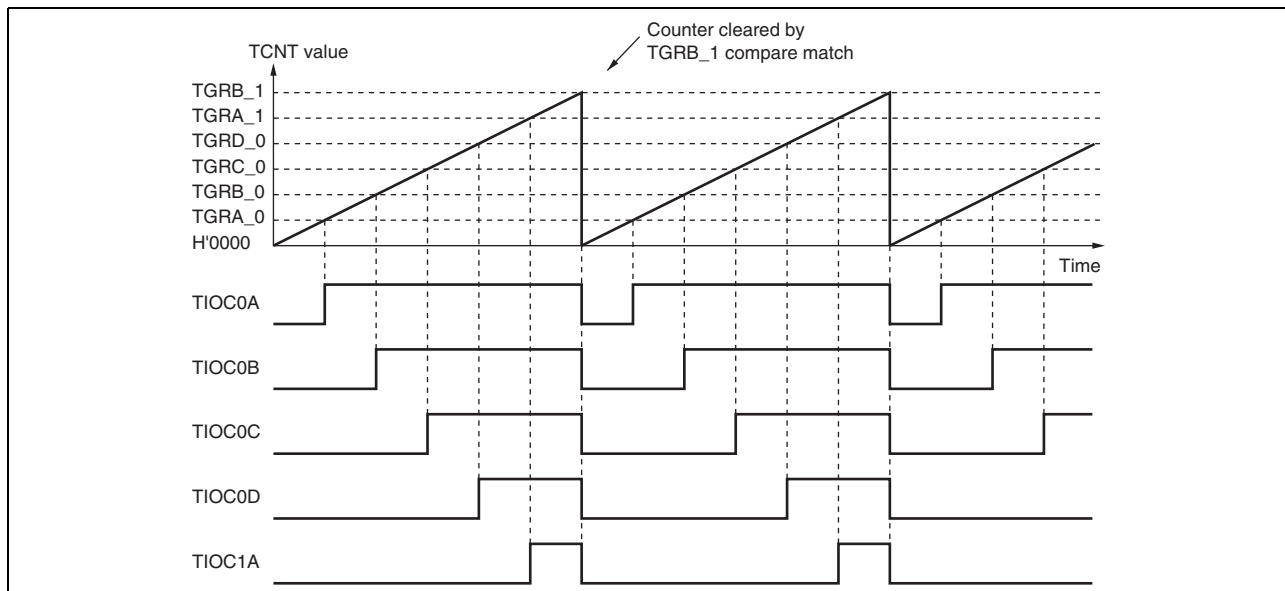 Counter cleared by
TGRB_1 compare match
TCNT value
TGRB_1
TGRA_1
TGRD_0
TGRC_0
TGRB_0
TGRA_0
H'0000
Time
TIOC0A
TIOC0B
TIOC0C
TIOC0D
TIOC1A